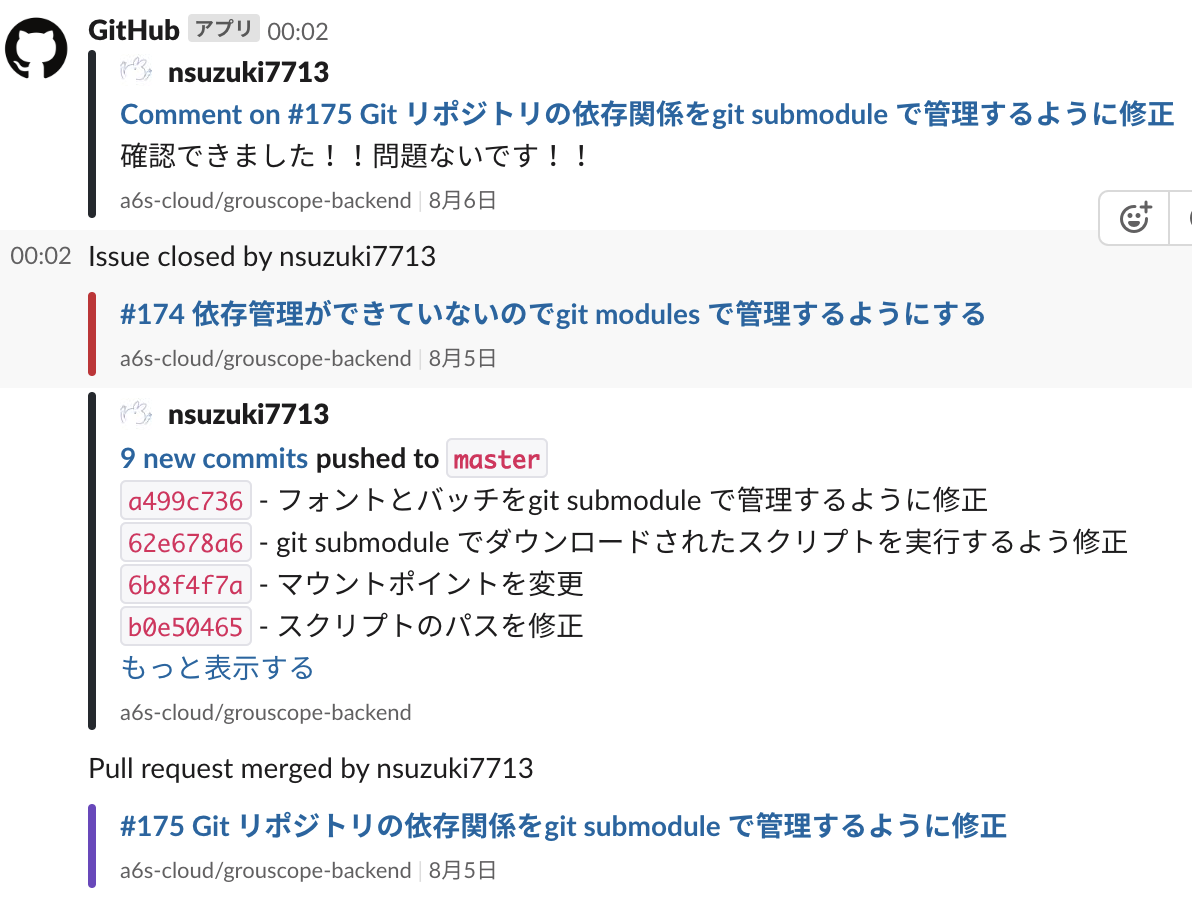 GitHub アプリ 00:02
nsuzuki7713
Comment on #175 Git リポジトリの依存関係をgit submodule で管理するように修正
確認できました！！問題ないです！！
a6s-cloud/grouscope-backend | 8月6日
00:02 Issue closed by nsuzuki7713
#174 依存管理ができていないのでgit modules で管理するようにする
a6s-cloud/grouscope-backend | 8月5日
nsuzuki7713
9 new commits pushed to master
a499c736 - フォントとバッチをgit submodule で管理するように修正
62e678a6 - git submodule でダウンロードされたスクリプトを実行するよう修正
6b8f4f7a - マウントポイントを変更
b0e50465 - スクリプトのパスを修正
もっと表示する
a6s-cloud/grouscope-backend
Pull request merged by nsuzuki7713
#175 Git リポジトリの依存関係をgit submodule で管理するように修正
a6s-cloud/grouscope-backend | 8月5日